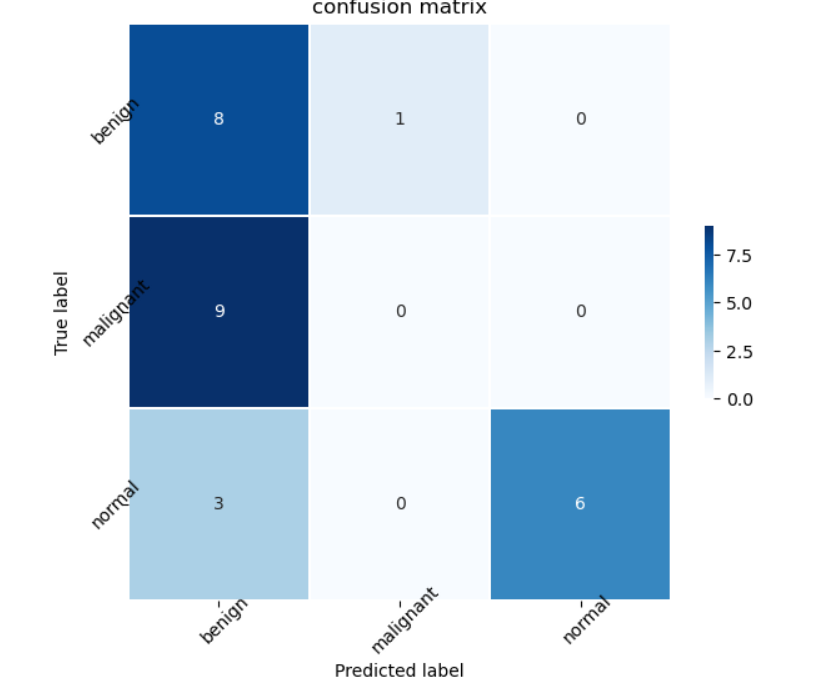 confusion matrix
benign
8
1
0
malignant
9
0
0
normal
3
0
6
True label
7.5
5.0
2.5
0.0
benign
malignant
normal
Predicted label